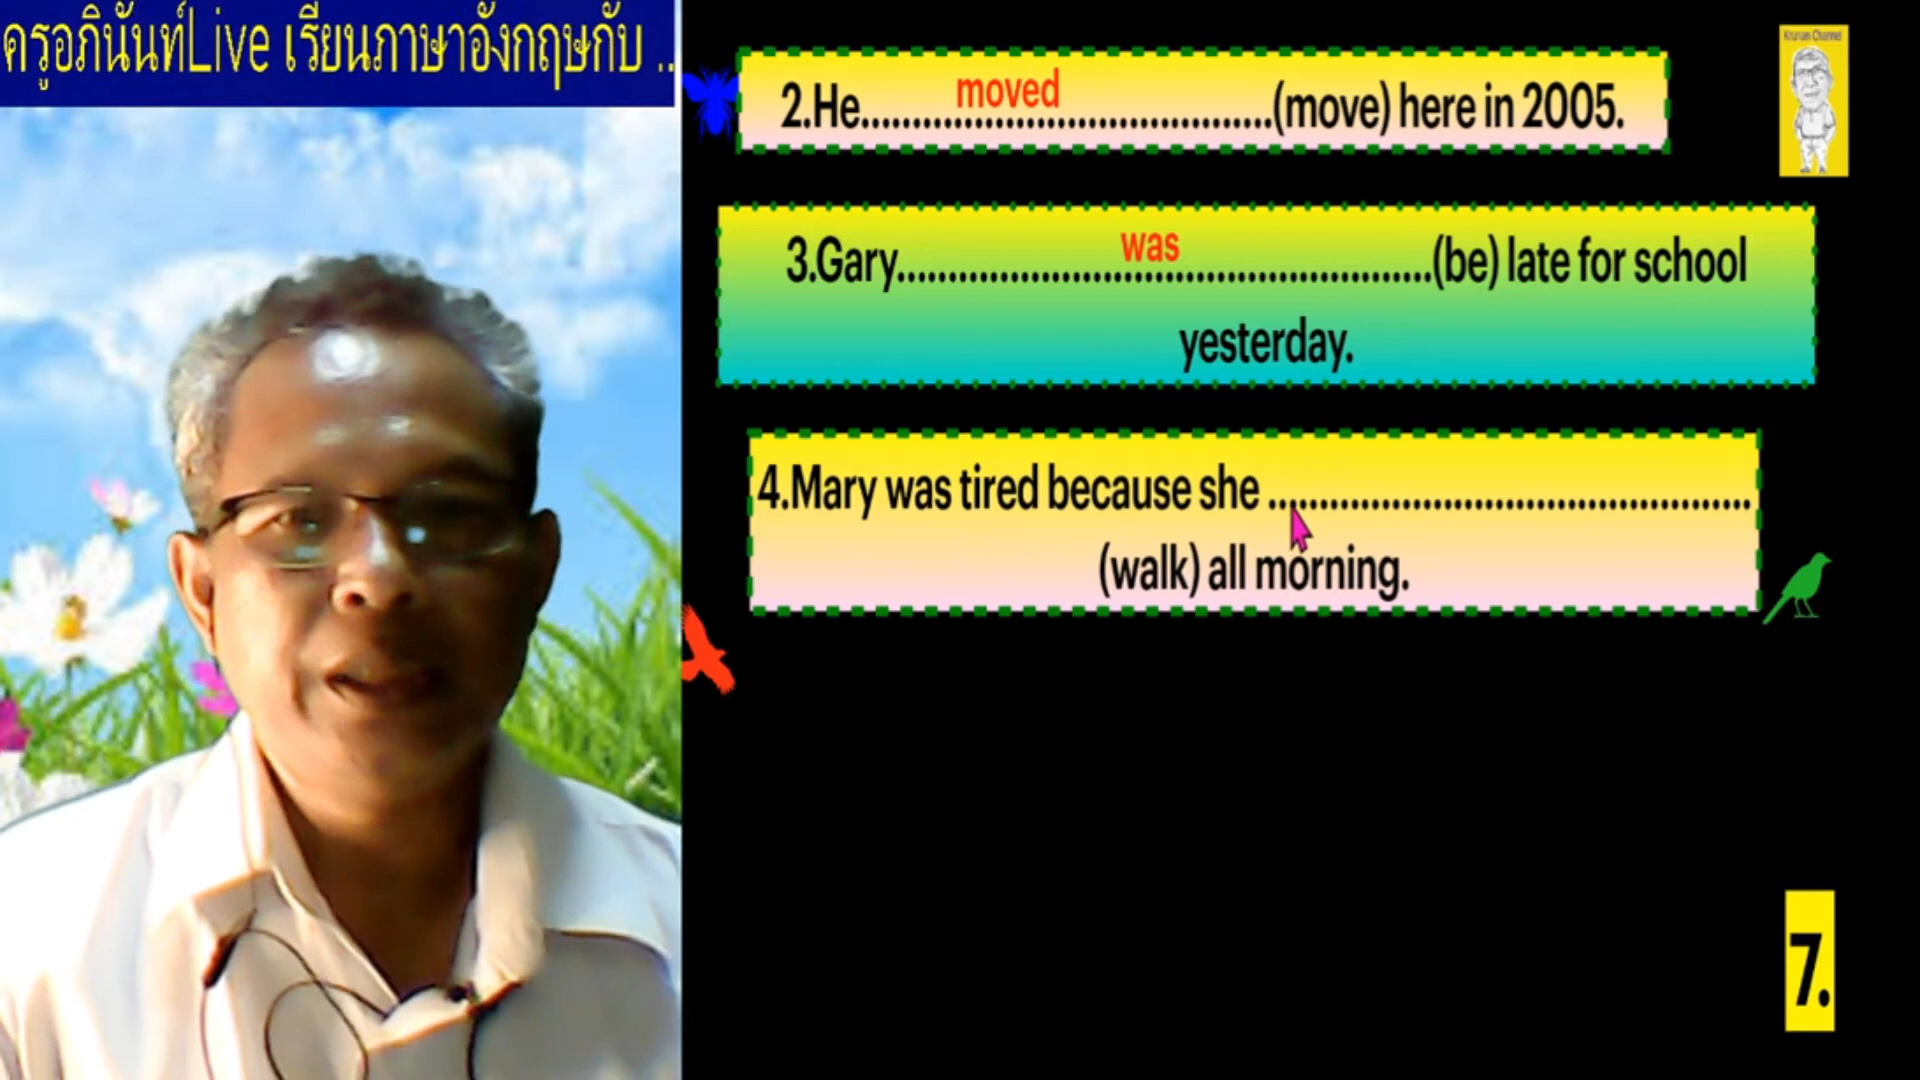 ครูอภินันท์Live เรียนภาษาอังกฤษกับ ..
Krunan Channel
2.He........................................(move) here in 2005.
moved
3.Gary....................................................(be) late for school
was
yesterday.
4.Mary was tired because she ...............................................
(walk) all morning.
7.